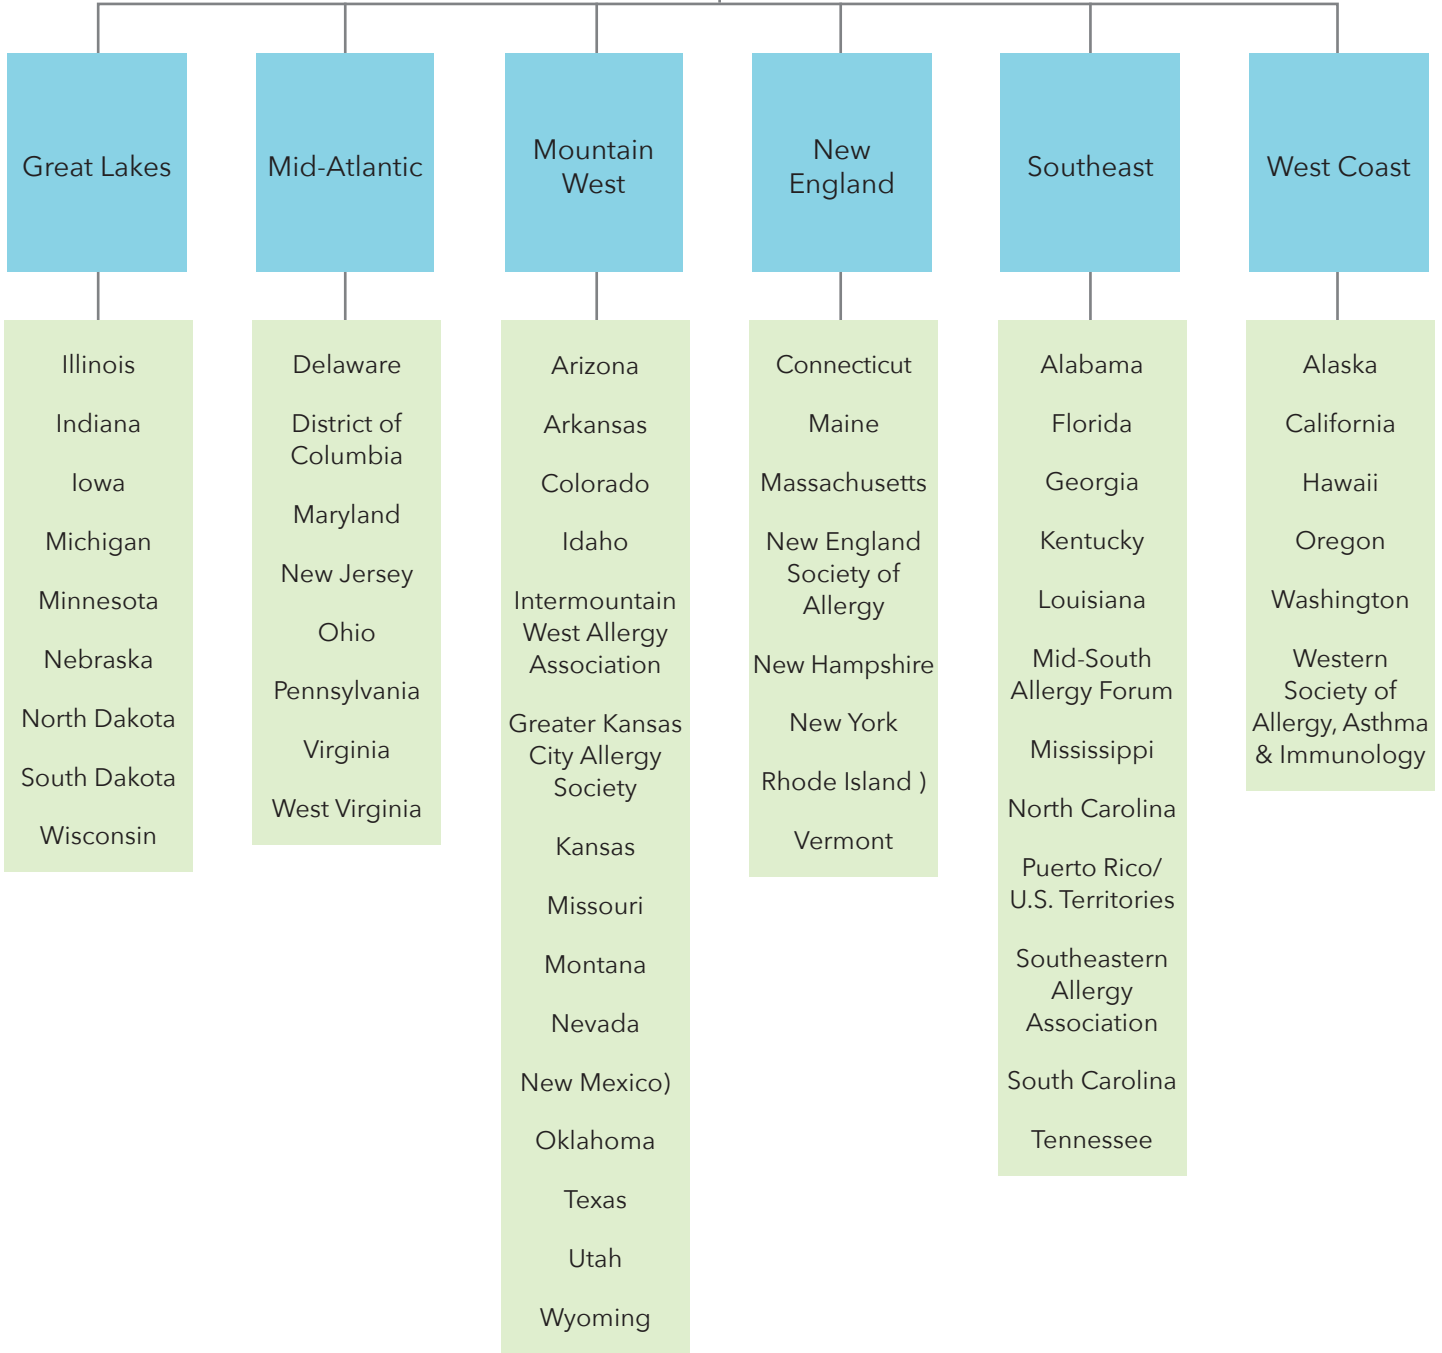 Great Lakes
Illinois
Indiana
Iowa
Michigan
Minnesota
Nebraska
North Dakota
South Dakota
Wisconsin
Mid-Atlantic
Delaware
District of
Columbia
Maryland
New Jersey
Ohio
Pennsylvania
Virginia
West Virginia
Mountain
West
Arizona
Arkansas
Colorado
Idaho
Intermountain
West Allergy
Association
Greater Kansas
City Allergy
Society
Kansas
Missouri
Montana
Nevada
New Mexico)
Oklahoma
Texas
Utah
Wyoming
New
England
Connecticut
Maine
Massachusetts
New England
Society of
Allergy
New Hampshire
New York
Rhode Island )
Vermont
Southeast
Alabama
Florida
Georgia
Kentucky
Louisiana
Mid-South
Allergy Forum
Mississippi
North Carolina
Puerto Rico/
U.S. Territories
Southeastern
Allergy
Association
South Carolina
Tennessee
West Coast
Alaska
California
Hawaii
Oregon
Washington
Western
Society of
Allergy, Asthma
& Immunology